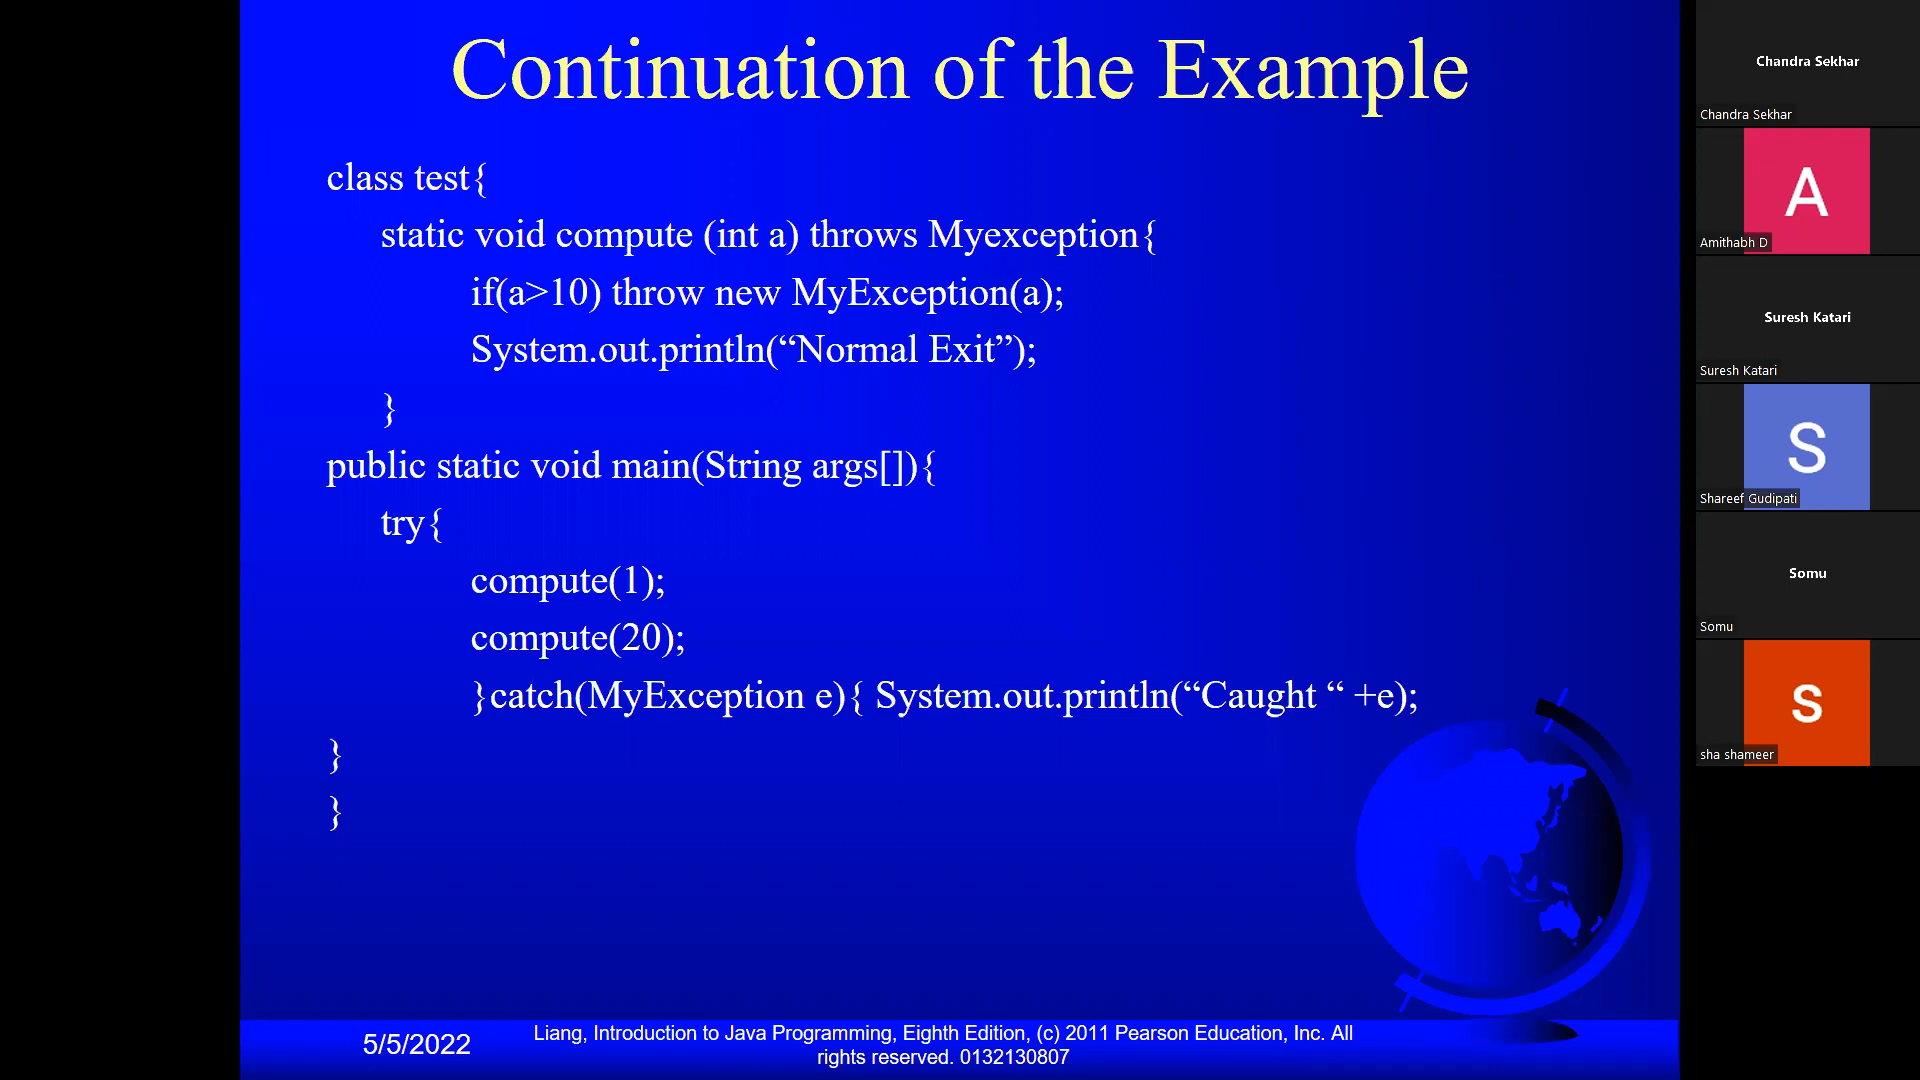 Continuation of the Example
class test{
static void compute (int a) throws Myexception{
if(a>10) throw new MyException(a);
System.out.println(“Normal Exit”);
}
public static void main(String args[]){
try{
compute(1);
compute(20);
}catch(MyException e){ System.out.println(“Caught “ +e);
}
}
5/5/2022
Liang, Introduction to Java Programming, Eighth Edition, (c) 2011 Pearson Education, Inc. All
rights reserved. 0132130807
Chandra Sekhar
Chandra Sekhar
A
Amithabh D
Suresh Katari
Suresh Katari
S
Shareef Gudipati
Somu
Somu
S
sha shameer